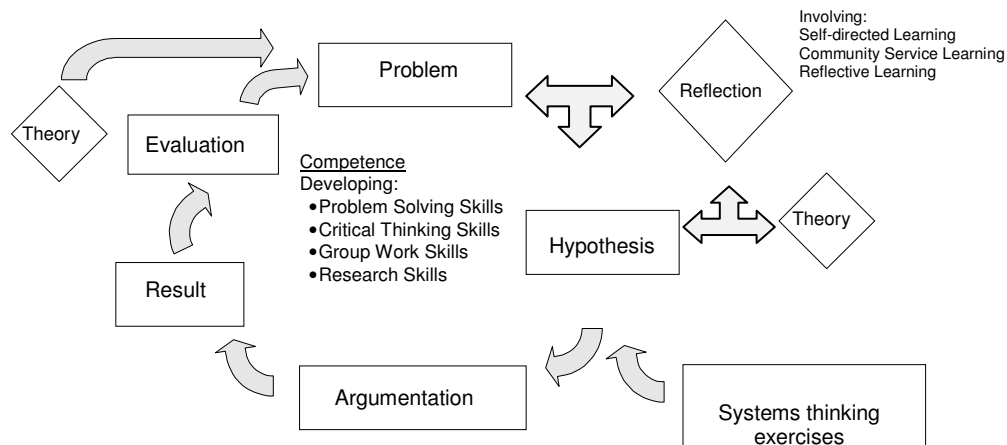 Involving:
Self-directed Learning
Community Service Learning
Reflective Learning
Problem
Reflection
Theory
Evaluation
Competence
Developing:
•Problem Solving Skills
•Critical Thinking Skills
•Group Work Skills
•Research Skills
Theory
Hypothesis
Result
Argumentation
Systems thinking
exercises